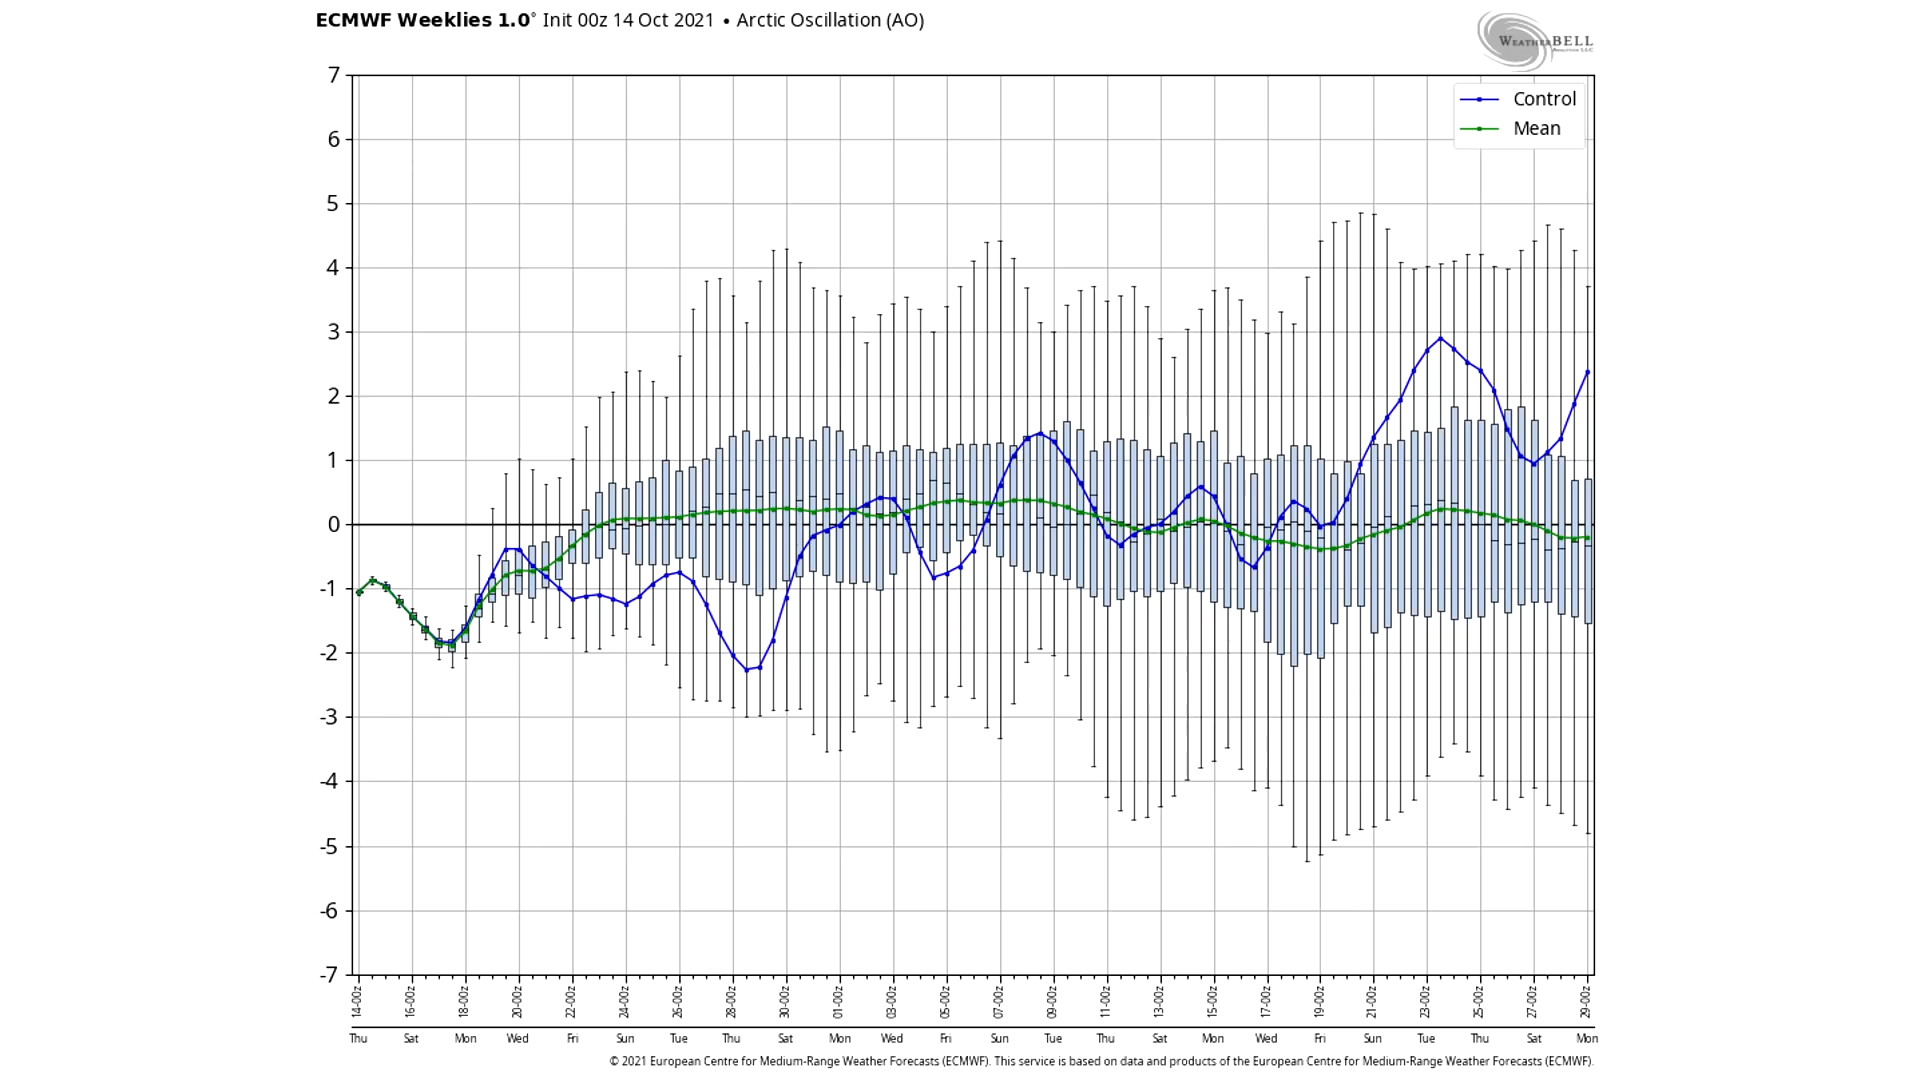 ECMWF Weeklies 1.0° Init 00z 14 Oct 2021 • Arctic Oscillation (AO)
WEATHERBELL
Control
Mean
7
6
5
4
3
2
1
0
-1
-2
-3
-4
-5
-6
-7
14-00z 16-00z 18-00z 20-00z 22-00z 24-00z 26-00z 28-00z 30-00z 01-00z 03-00z 05-00z 07-00z 09-00z 11-00z 13-00z 15-00z 17-00z 19-00z 21-00z 23-00z 25-00z 27-00z 29-00z
Thu Sat Mon Wed Fri Sun Tue Thu Sat Mon Wed Fri Sun Tue Thu Sat Mon Wed Fri Sun Tue Thu Sat Mon
© 2021 European Centre for Medium-Range Weather Forecasts (ECMWF). This service is based on data and products of the European Centre for Medium-Range Weather Forecasts (ECMWF).